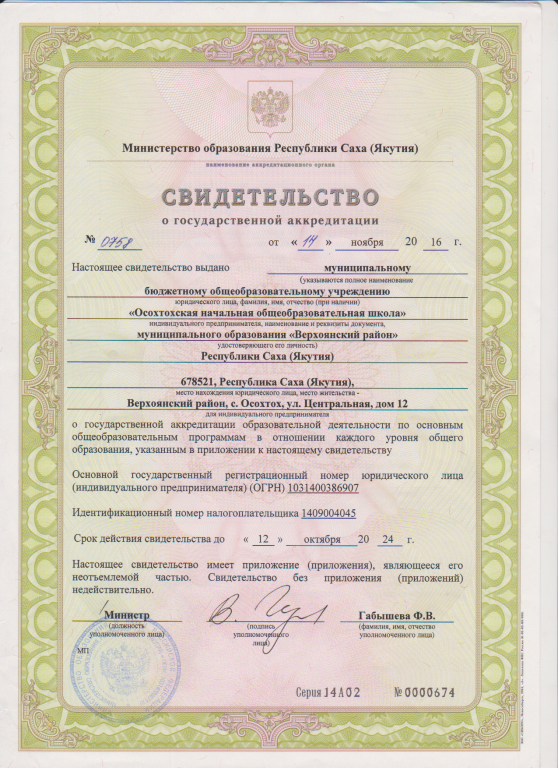 Министерство образования Республики Саха (Якутия)
наименование аккредитационного органа
СВИДЕТЕЛЬСТВО
о государственной аккредитации
№ 0758 от « 14 » ноября 20 16 г.
Настоящее свидетельство выдано муниципальному
(указываются полное наименование
бюджетному общеобразовательному учреждению
юридического лица, фамилия, имя, отчество (при наличии)
«Осохтохская начальная общеобразовательная школа»
индивидуального предпринимателя, наименование и реквизиты документа,
муниципального образования «Верхоянский район»
удостоверяющего его личность)
Республики Саха (Якутия)
678521, Республика Саха (Якутия),
место нахождения юридического лица, место жительства -
Верхоянский район, с. Осохтох, ул. Центральная, дом 12
для индивидуального предпринимателя
о государственной аккредитации образовательной деятельности по основным
общеобразовательным программам в отношении каждого уровня общего
образования, указанным в приложении к настоящему свидетельству
Основной государственный регистрационный номер юридического лица
(индивидуального предпринимателя) (ОГРН) 1031400386907
Идентификационный номер налогоплательщика 1409004045
Срок действия свидетельства до « 12 » октября 20 24 г.
Настоящее свидетельство имеет приложение (приложения), являющееся его
неотъемлемой частью. Свидетельство без приложения (приложений)
недействительно.
Министр Габышева Ф.В.
(должность (подпись (фамилия, имя, отчество
уполномоченного лица) уполномоченного уполномоченного лица)
лица)
МП
Серия 14А02 №0000674